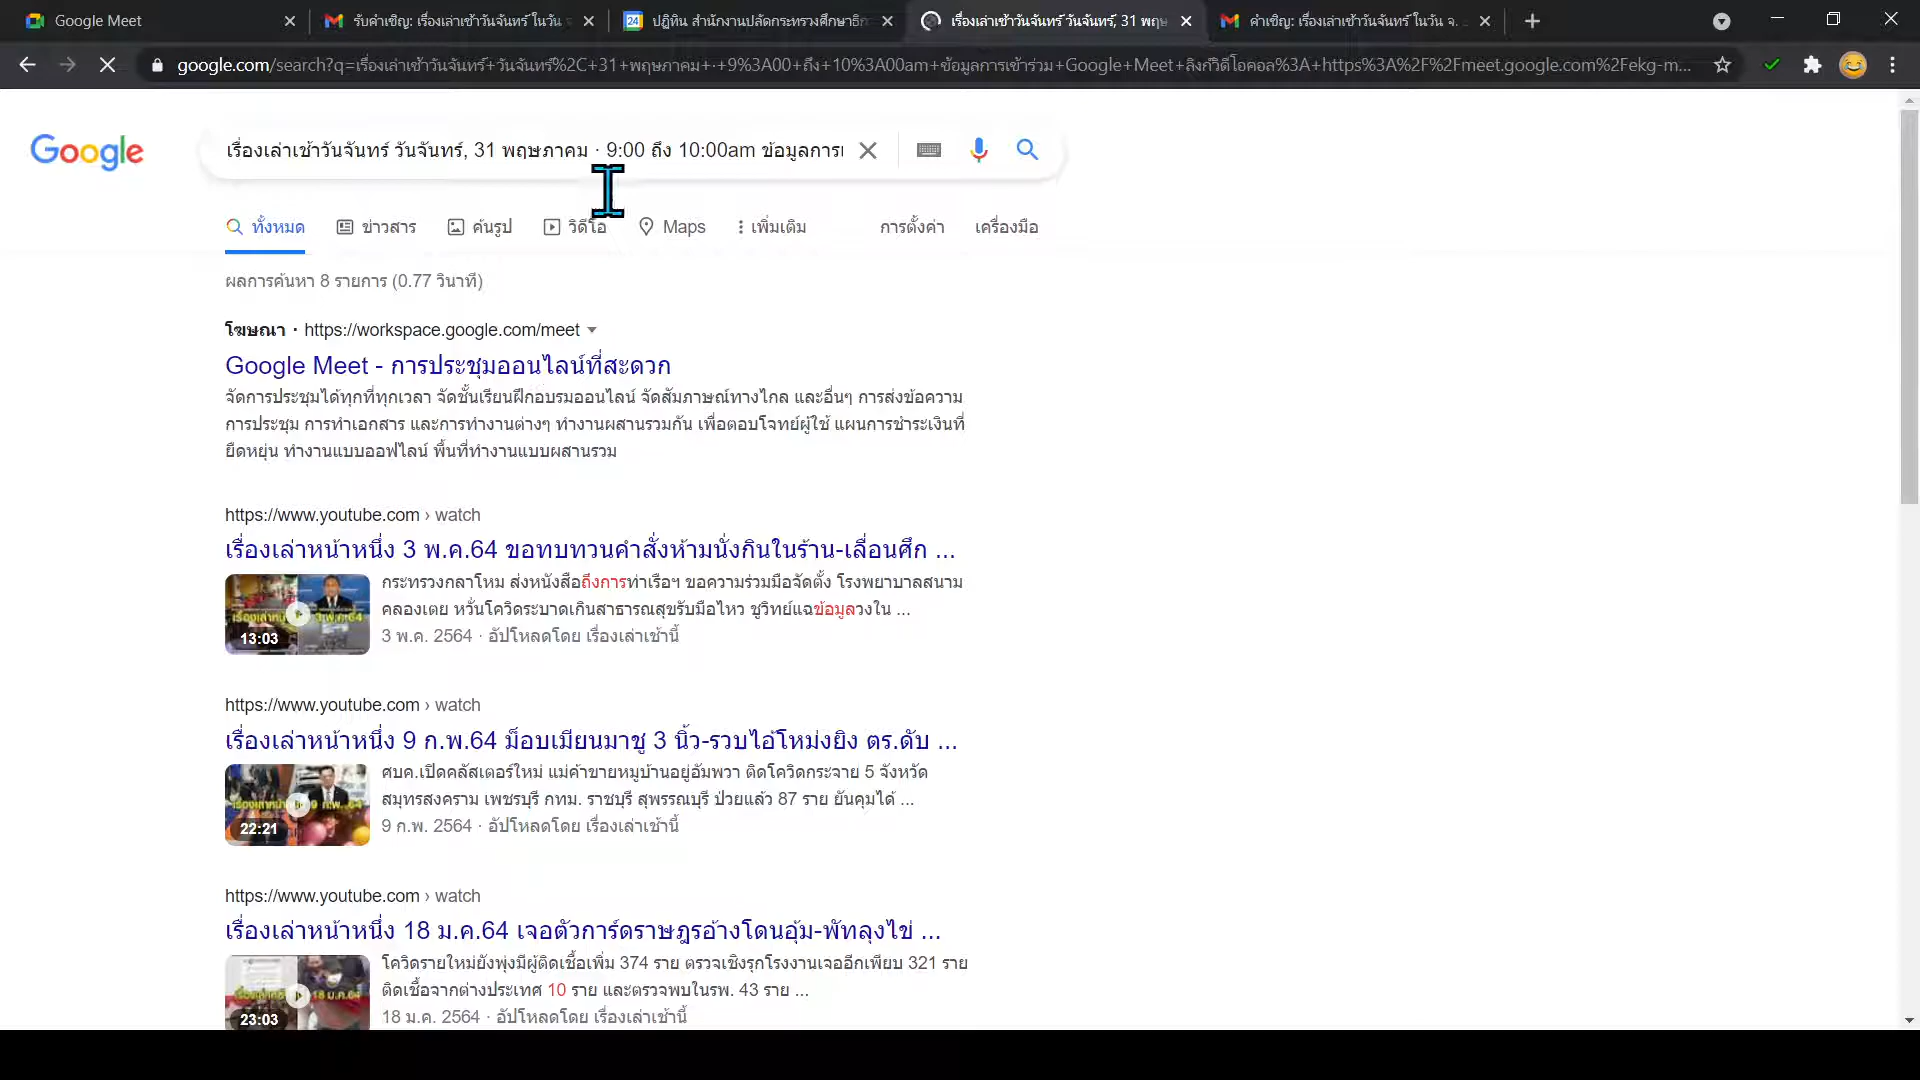 Google Meet
รับคำเชิญ: เรื่องเล่าเช้าวันจันทร์ ในวัน
24 ปฏิทิน สำนักงานปลัดกระทรวงศึกษาธิก
เรื่องเล่าเช้าวันจันทร์ วันจันทร์, 31 พฤษ
คำเชิญ: เรื่องเล่าเช้าวันจันทร์ ในวัน จ.
google.com/search?q=เรื่องเล่าเช้าวันจันทร์+วันจันทร์%2C+31+พฤษภาคม+·+9%3A00+ถึง+10%3A00am+ข้อมูลการเข้าร่วม+Google+Meet+ลิงก์วิดีโอคอล%3A+https%3A%2F%2Fmeet.google.com%2Fekg-m...
Google
เรื่องเล่าเช้าวันจันทร์ วันจันทร์, 31 พฤษภาคม · 9:00 ถึง 10:00am ข้อมูลการ
ทั้งหมด ข่าวสาร ค้นรูป วิดีโอ Maps เพิ่มเติม การตั้งค่า เครื่องมือ
ผลการค้นหา 8 รายการ (0.77 วินาที)
โฆษณา · https://workspace.google.com/meet
Google Meet - การประชุมออนไลน์ที่สะดวก
จัดการประชุมได้ทุกที่ทุกเวลา จัดชั้นเรียนฝึกอบรมออนไลน์ จัดสัมภาษณ์ทางไกล และอื่นๆ การส่งข้อความ
การประชุม การทำเอกสาร และการทำงานต่างๆ ทำงานผสานรวมกัน เพื่อตอบโจทย์ผู้ใช้ แผนการชำระเงินที่
ยืดหยุ่น ทำงานแบบออฟไลน์ พื้นที่ทำงานแบบผสานรวม
https://www.youtube.com › watch
เรื่องเล่าหน้าหนึ่ง 3 พ.ค.64 ขอทบทวนคำสั่งห้ามนั่งกินในร้าน-เลื่อนศึก ...
กระทรวงกลาโหม ส่งหนังสือถึงการท่าเรือฯ ขอความร่วมมือจัดตั้ง โรงพยาบาลสนาม
คลองเตย หวั่นโควิดระบาดเกินสาธารณสุขรับมือไหว ชูวิทย์แฉข้อมูลวงใน ...
3 พ.ค. 2564 · อัปโหลดโดย เรื่องเล่าเช้านี้
13:03
https://www.youtube.com › watch
เรื่องเล่าหน้าหนึ่ง 9 ก.พ.64 ม็อบเมียนมาชู 3 นิ้ว-รวบไอ้โหม่งยิง ตร.ดับ ...
ศบค.เปิดคลัสเตอร์ใหม่ แม่ค้าขายหมูบ้านอยู่อัมพวา ติดโควิดกระจาย 5 จังหวัด
สมุทรสงคราม เพชรบุรี กทม. ราชบุรี สุพรรณบุรี ป่วยแล้ว 87 ราย ยันคุมได้ ...
9 ก.พ. 2564 · อัปโหลดโดย เรื่องเล่าเช้านี้
22:21
https://www.youtube.com › watch
เรื่องเล่าหน้าหนึ่ง 18 ม.ค.64 เจอตัวการ์ดราษฎรอ้างโดนอุ้ม-พัทลุงไข่ ...
โควิดรายใหม่ยังพุ่งมีผู้ติดเชื้อเพิ่ม 374 ราย ตรวจเชิงรุกโรงงานเจออีกเพียบ 321 ราย
ติดเชื้อจากต่างประเทศ 10 ราย และตรวจพบในรพ. 43 ราย ...
18 ม.ค. 2564 · อัปโหลดโดย เรื่องเล่าเช้านี้
23:03